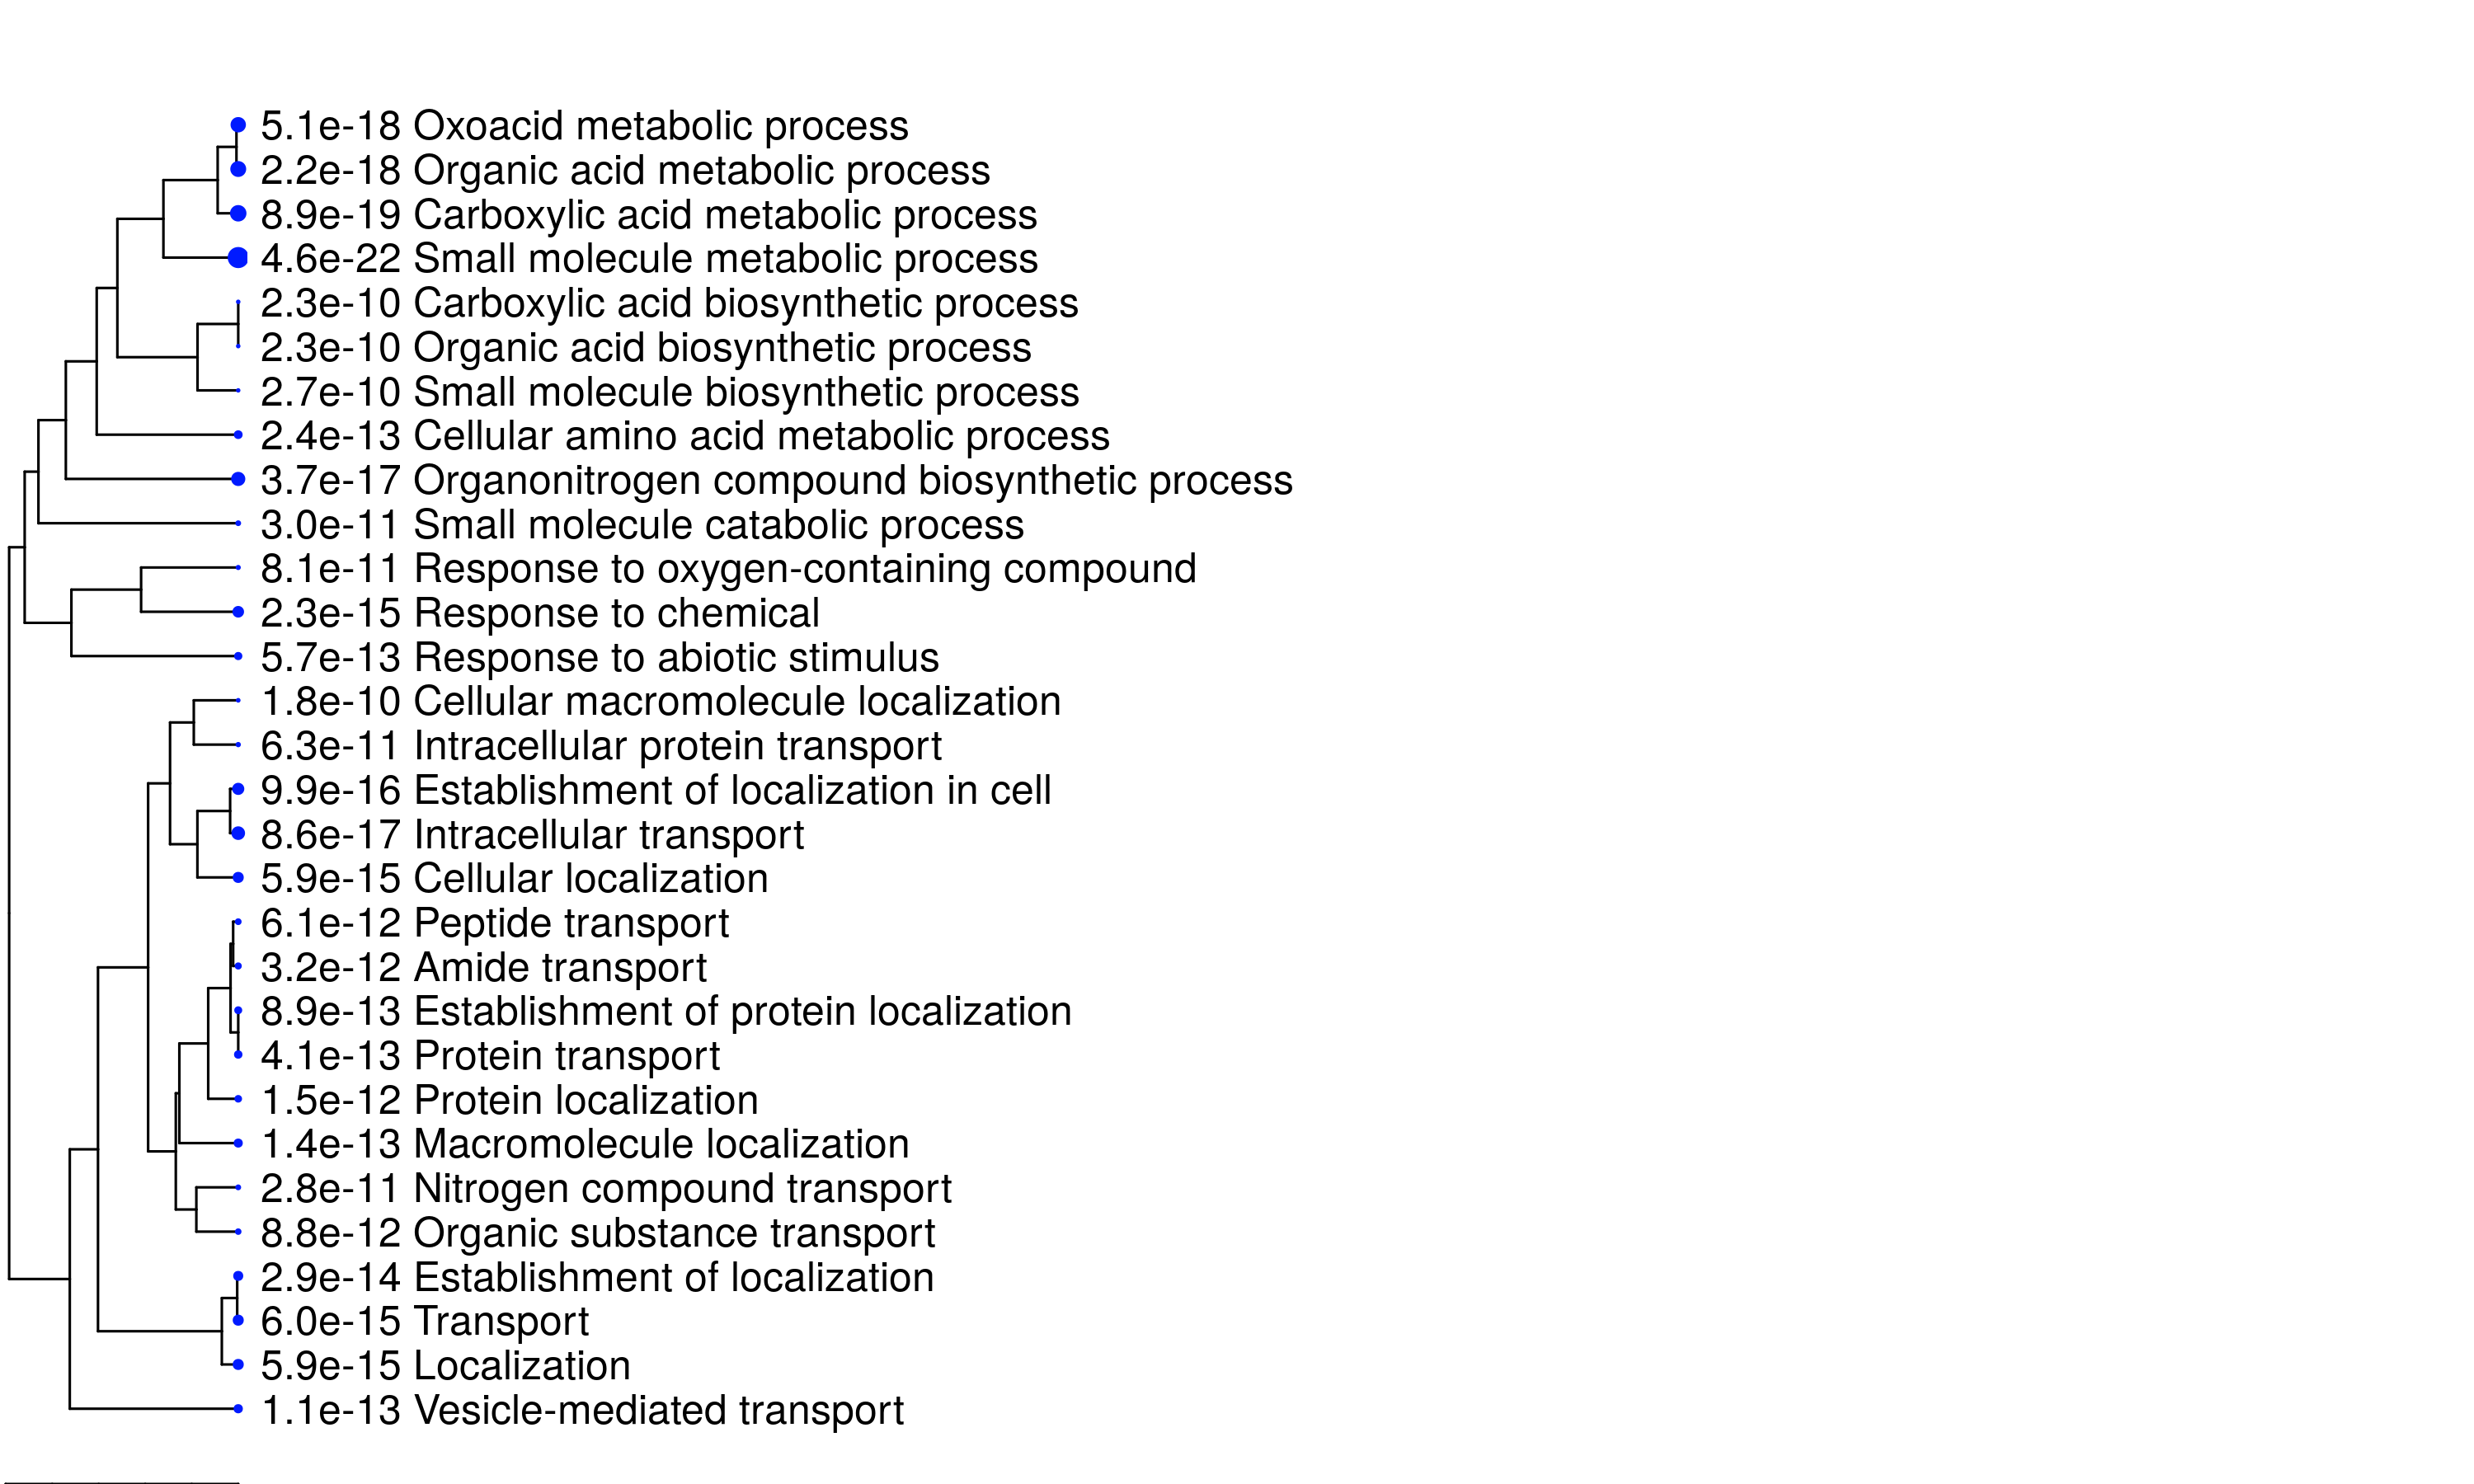 5.1e-18 Oxoacid metabolic process
2.2e-18 Organic acid metabolic process
8.9e-19 Carboxylic acid metabolic process
4.6e-22 Small molecule metabolic process
2.3e-10 Carboxylic acid biosynthetic process
2.3e-10 Organic acid biosynthetic process
2.7e-10 Small molecule biosynthetic process
2.4e-13 Cellular amino acid metabolic process
3.7e-17 Organonitrogen compound biosynthetic process
3.0e-11 Small molecule catabolic process
8.1e-11 Response to oxygen-containing compound
2.3e-15 Response to chemical
5.7e-13 Response to abiotic stimulus
1.8e-10 Cellular macromolecule localization
6.3e-11 Intracellular protein transport
9.9e-16 Establishment of localization in cell
8.6e-17 Intracellular transport
5.9e-15 Cellular localization
6.1e-12 Peptide transport
3.2e-12 Amide transport
8.9e-13 Establishment of protein localization
4.1e-13 Protein transport
1.5e-12 Protein localization
1.4e-13 Macromolecule localization
2.8e-11 Nitrogen compound transport
8.8e-12 Organic substance transport
2.9e-14 Establishment of localization
6.0e-15 Transport
5.9e-15 Localization
1.1e-13 Vesicle-mediated transport